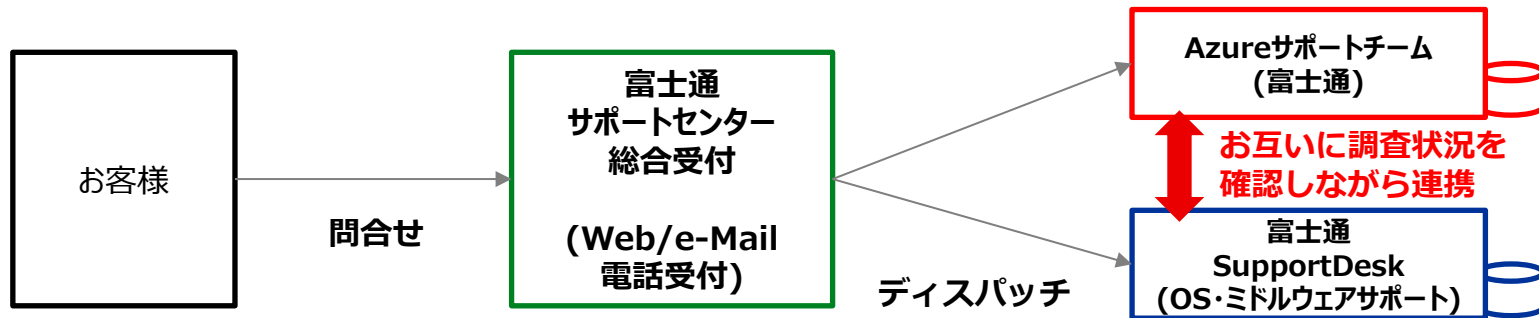 お客様
問合せ
富士通
サポートセンター
総合受付
(Web/e-Mail
電話受付)
ディスパッチ
Azureサポートチーム
(富士通)
お互いに調査状況を
確認しながら連携
富士通
SupportDesk
(OS・ミドルウェアサポート)